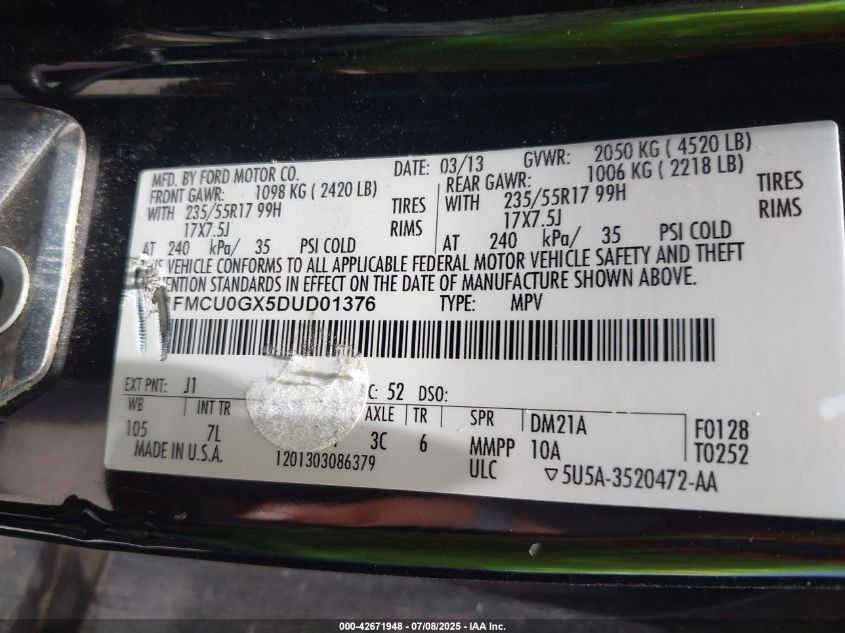 MFD. BY FORD MOTOR CO. DATE: 03/13 GVWR: 2050 KG ( 4520 LB)
FRONT GAWR: 1098 KG ( 2420 LB) REAR GAWR: 1006 KG ( 2218 LB)
WITH 235/55R17 99H TIRES WITH 235/55R17 99H TIRES
17X7.5J RIMS 17X7.5J RIMS
AT 240 kPa/ 35 PSI COLD AT 240 kPa/ 35 PSI COLD
VEHICLE CONFORMS TO ALL APPLICABLE FEDERAL MOTOR VEHICLE SAFETY AND THEFT
STANDARDS IN EFFECT ON THE DATE OF MANUFACTURE SHOWN ABOVE.
FMCU0GX5DUD01376 TYPE: MPV
EXT PNT: J1 C: 52 DSO:
WB INT TR AXLE TR SPR DM21A F0128
105 7L 3C 6 MMPP 10A T0252
MADE IN U.S.A. 1201303086379 ULC ▽5U5A-3520472-AA
000-42671948 - 07/08/2025 - IAA Inc.